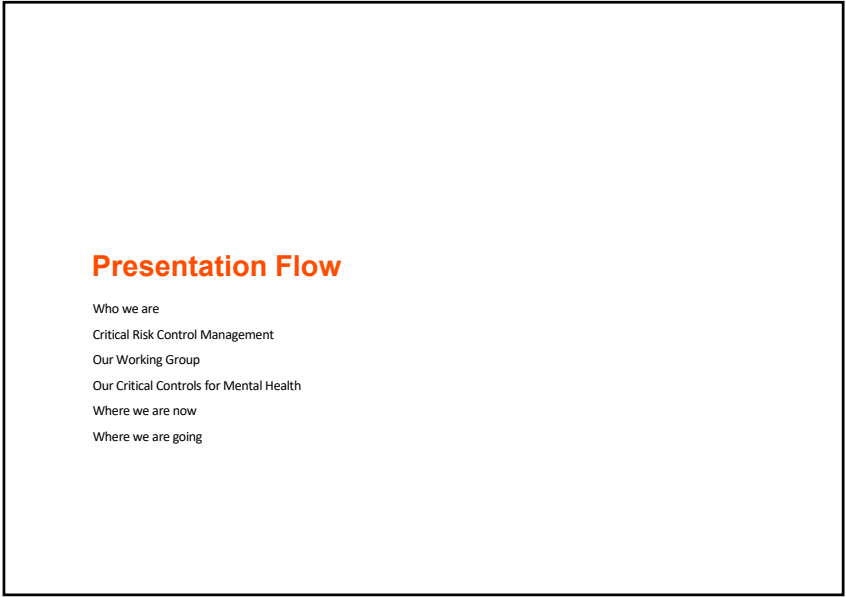 Presentation Flow
Who we are
Critical Risk Control Management
Our Working Group
Our Critical Controls for Mental Health
Where we are now
Where we are going